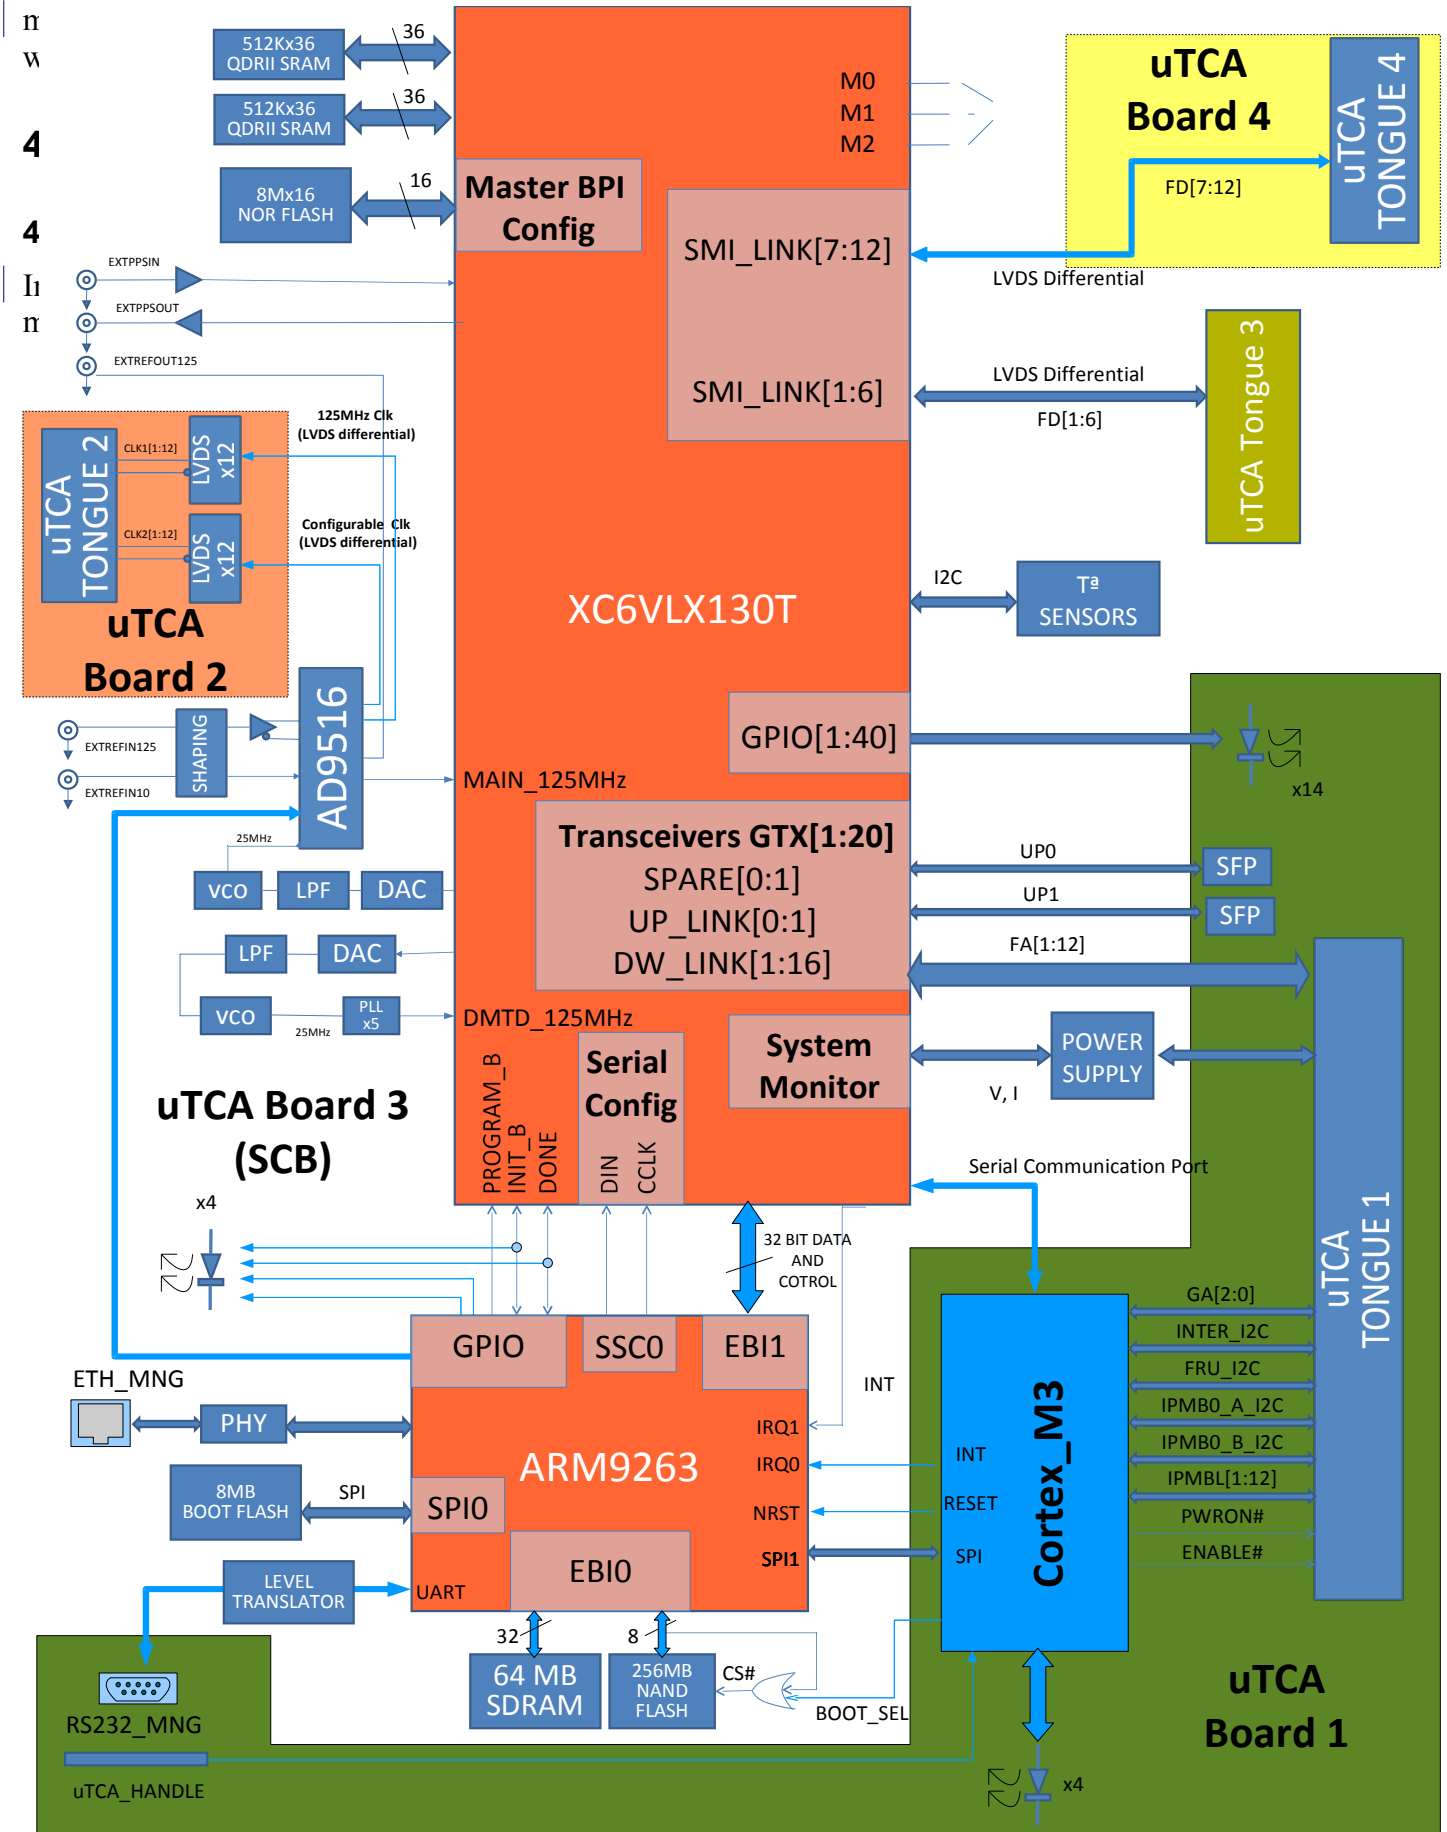 m
w
4
4
m
512Kx36
QDRII SRAM
36
512Kx36
QDRII SRAM
36
8Mx16
NOR FLASH
16
Master BPI
Config
M0
M1
M2
uTCA
Board 4
uTCA
TONGUE 4
FD[7:12]
SMI_LINK[7:12]
LVDS Differential
EXTPPSIN
EXTPPSOUT
EXTREFOUT125
SMI_LINK[1:6]
LVDS Differential
FD[1:6]
uTCA Tongue 3
125MHz Clk
(LVDS differential)
uTCA
TONGUE 2
CLK1[1:12]
LVDS
x12
Configurable Clk
(LVDS differential)
CLK2[1:12]
LVDS
x12
uTCA
Board 2
XC6VLX130T
I2C
Tª
SENSORS
EXTREFIN125
EXTREFIN10
SHAPING
AD9516
MAIN_125MHz
GPIO[1:40]
x14
25MHz
VCO
LPF
DAC
Transceivers GTX[1:20]
SPARE[0:1]
UP_LINK[0:1]
DW_LINK[1:16]
UP0
SFP
UP1
SFP
FA[1:12]
LPF
DAC
VCO
25MHz
PLL
x5
DMTD_125MHz
System
Monitor
V, I
POWER
SUPPLY
uTCA Board 3
(SCB)
PROGRAM_B
INIT_B
DONE
Serial
Config
DIN
CCLK
Serial Communication Port
uTCA
TONGUE 1
x4
32 BIT DATA
AND
COTROL
GPIO
SSC0
EBI1
INT
ETH_MNG
PHY
IRQ1
IRQ0
NRST
SPI1
ARM9263
8MB
BOOT FLASH
SPI
SPI0
EBI0
UART
LEVEL
TRANSLATOR
INT
RESET
SPI
Cortex_M3
GA[2:0]
INTER_I2C
FRU_I2C
IPMB0_A_I2C
IPMB0_B_I2C
IPMBL[1:12]
PWRON#
ENABLE#
32
8
64 MB
SDRAM
256MB
NAND
FLASH
CS#
BOOT_SEL
RS232_MNG
uTCA_HANDLE
x4
uTCA
Board 1